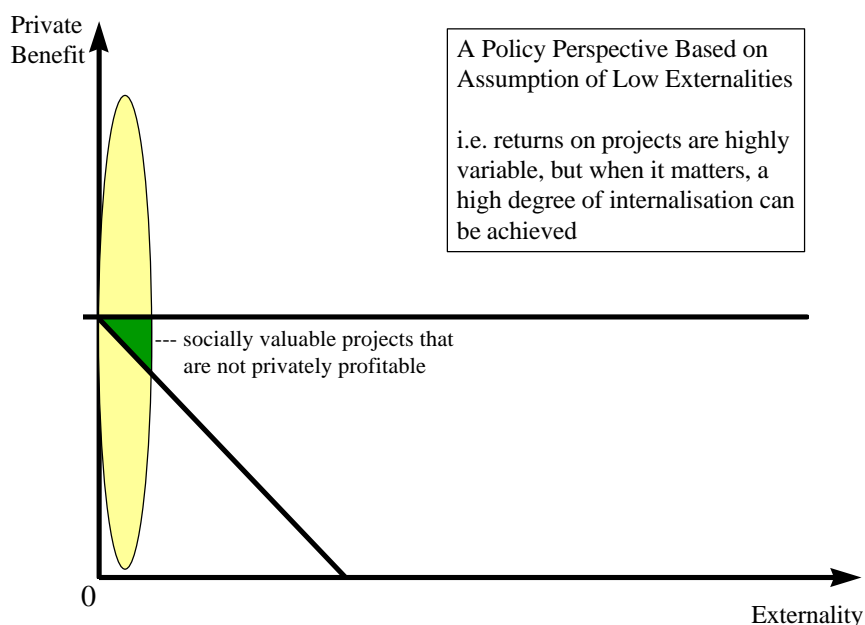 Private
Benefit
A Policy Perspective Based on
Assumption of Low Externalities
i.e. returns on projects are highly
variable, but when it matters, a
high degree of internalisation can
be achieved
--- socially valuable projects that
are not privately profitable
0
Externality